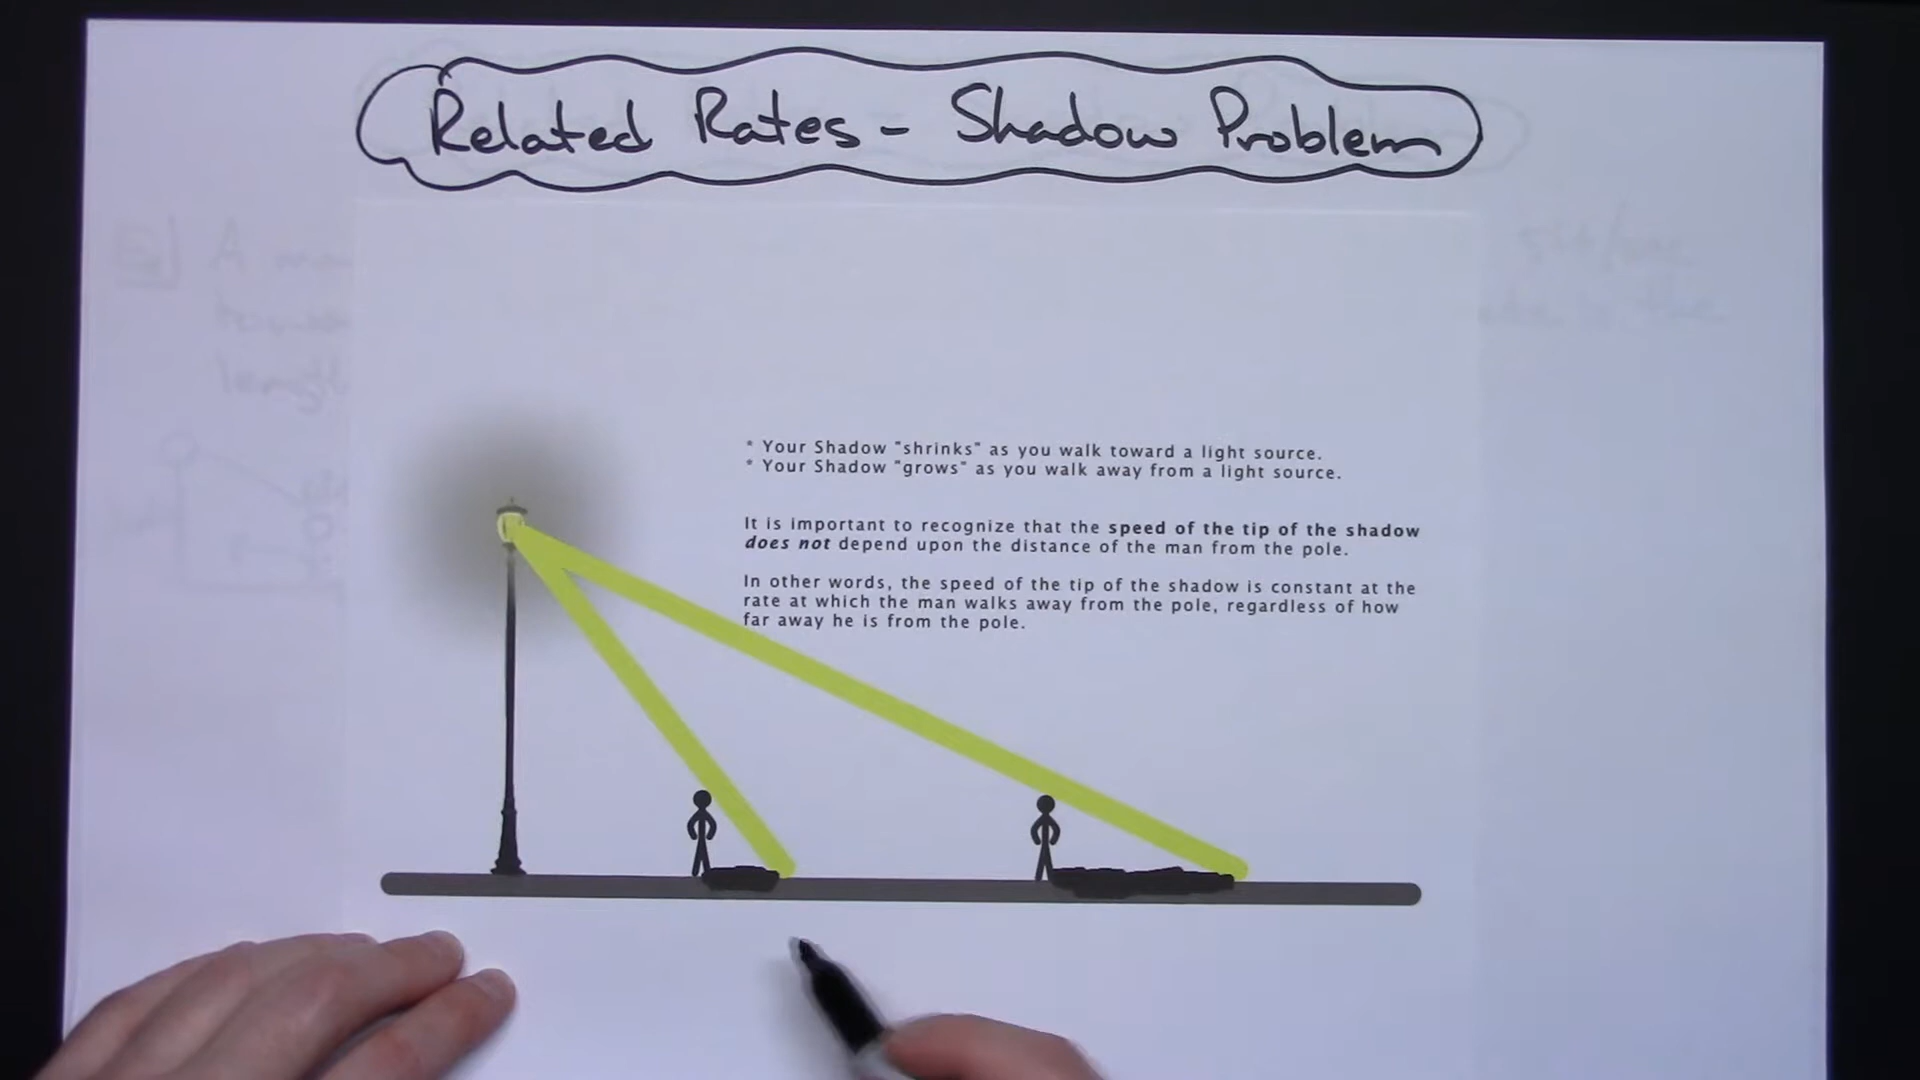 Related Rates - Shadow Problem
A
5ft/sec
the
* Your Shadow "shrinks" as you walk toward a light source.
* Your Shadow "grows" as you walk away from a light source.
It is important to recognize that the speed of the tip of the shadow
does not depend upon the distance of the man from the pole.
In other words, the speed of the tip of the shadow is constant at the
rate at which the man walks away from the pole, regardless of how
far away he is from the pole.